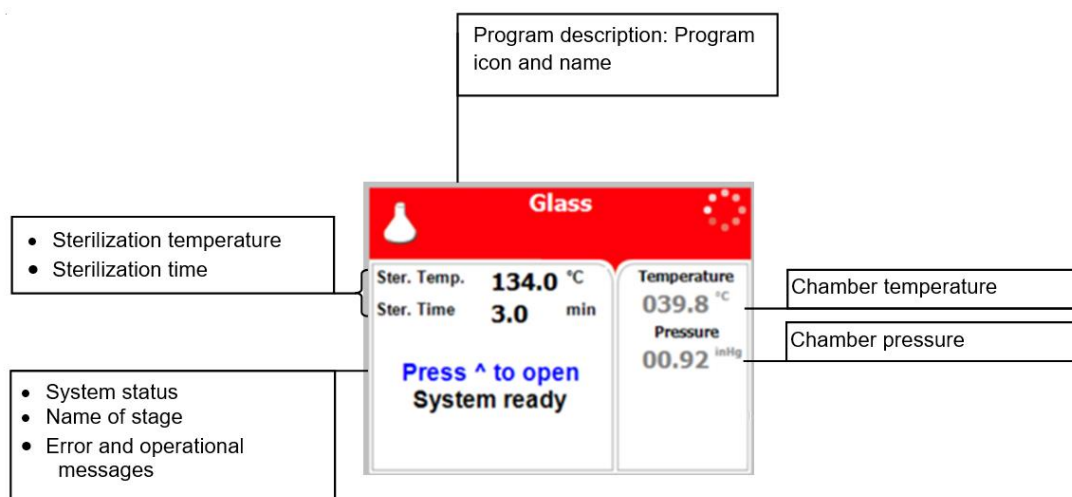 Program description: Program
icon and name
Glass
• Sterilization temperature
• Sterilization time
Ster. Temp. 134.0 °C
Ster. Time 3.0 min
Temperature
039.8 °C
Pressure
00.92 inHg
Chamber temperature
Chamber pressure
Press ^ to open
System ready
• System status
• Name of stage
• Error and operational
messages